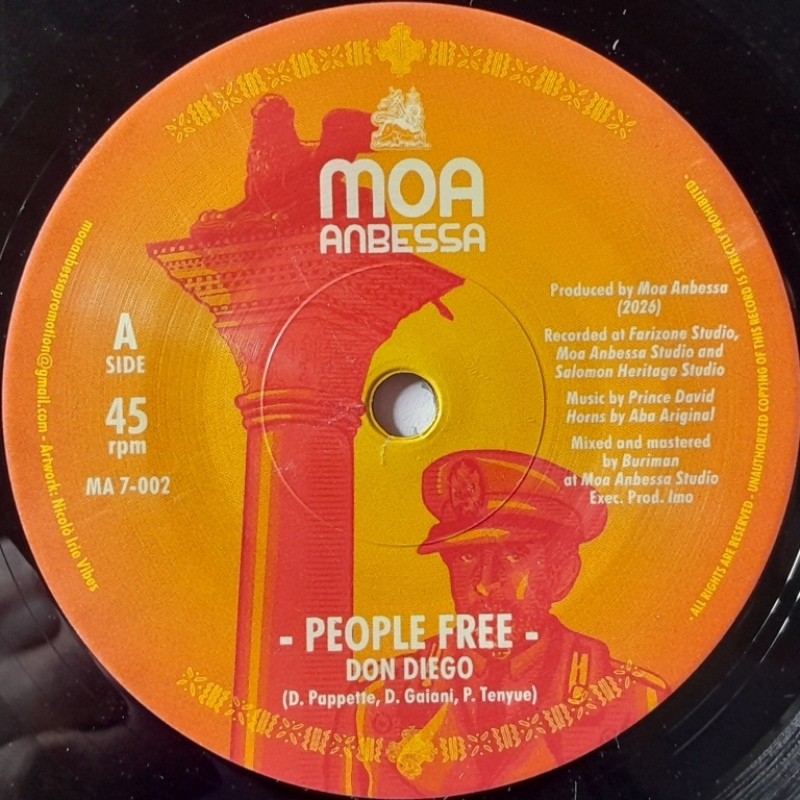 MOA
ANBESSA
A
SIDE
45
rpm
MA 7-002
Produced by Moa Anbessa
(2026)
Recorded at Farizone Studio,
Moa Anbessa Studio and
Salomon Heritage Studio
Music by Prince David
Horns by Aba Ariginal
Mixed and mastered
by Buriman
at Moa Anbessa Studio
Exec. Prod. Imo
- PEOPLE FREE -
DON DIEGO
(D. Pappette, D. Gaiani, P. Tenyue)
moaanbessapromotion@gmail.com - Artwork: Nicolò Irie Vibes
- ALL RIGHTS ARE RESERVED - UNAUTHORIZED COPYING OF THIS RECORD IS STRICTLY PROHIBITED -